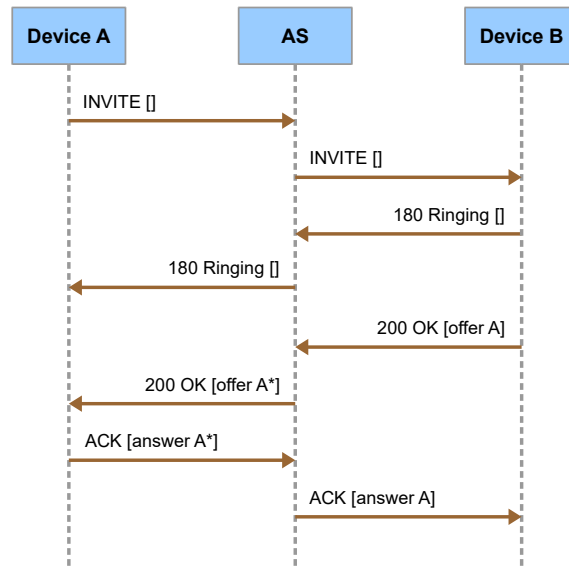 Device A
AS
Device B
INVITE []
INVITE []
180 Ringing []
180 Ringing []
200 OK [offer A]
200 OK [offer A*]
ACK [answer A*]
ACK [answer A]